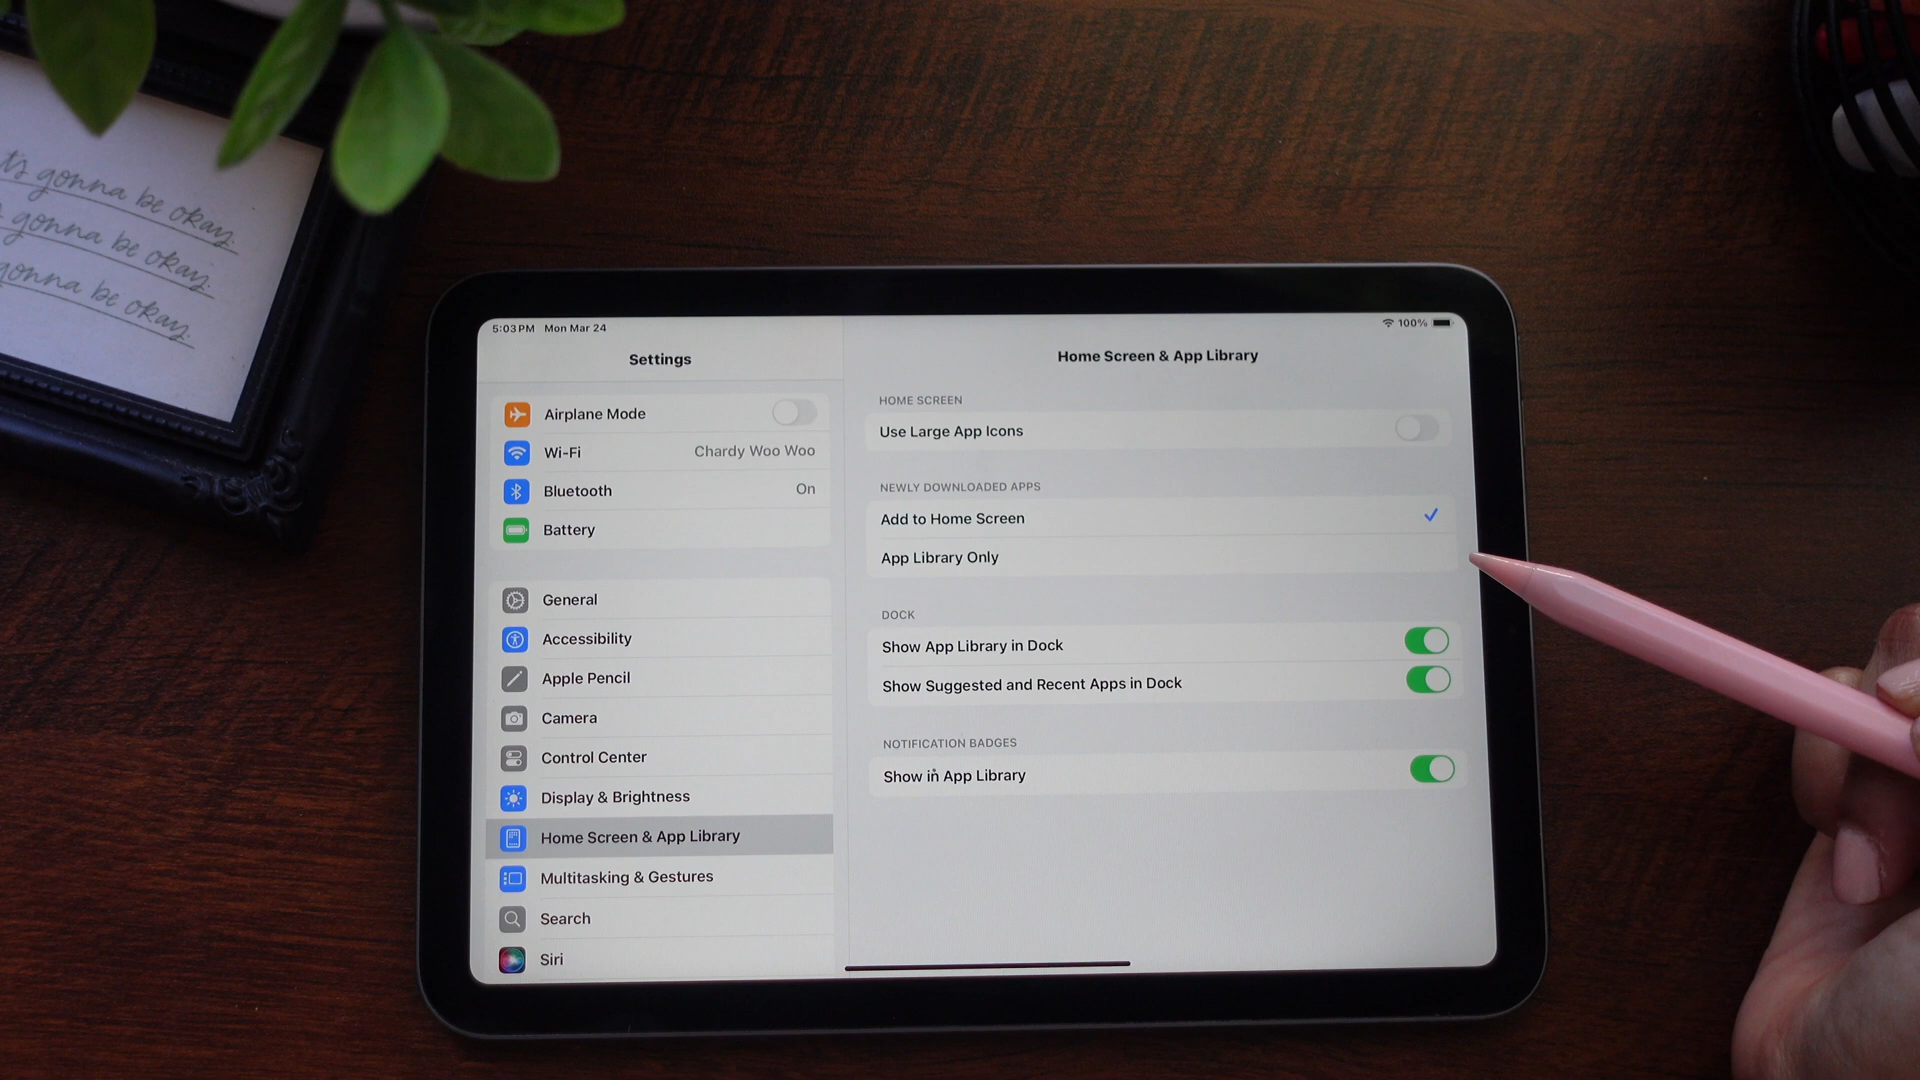 t's gonna be okay.
gonna be okay.
gonna be okay.
5:03 PM Mon Mar 24
100%
Settings
Airplane Mode
Wi-Fi Chardy Woo Woo
Bluetooth On
Battery
General
Accessibility
Apple Pencil
Camera
Control Center
Display & Brightness
Home Screen & App Library
Multitasking & Gestures
Search
Siri
Home Screen & App Library
HOME SCREEN
Use Large App Icons
NEWLY DOWNLOADED APPS
Add to Home Screen
App Library Only
DOCK
Show App Library in Dock
Show Suggested and Recent Apps in Dock
NOTIFICATION BADGES
Show in App Library